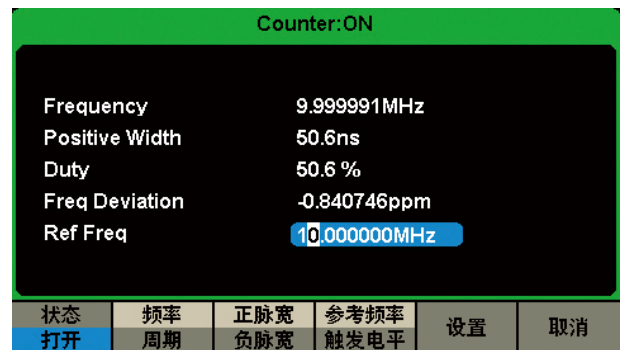 Counter:ON
Frequency 9.999991MHz
Positive Width 50.6ns
Duty 50.6 %
Freq Deviation -0.840746ppm
Ref Freq 10.000000MHz
状态 频率 正脉宽 参考频率 设置 取消
打开 周期 负脉宽 触发电平